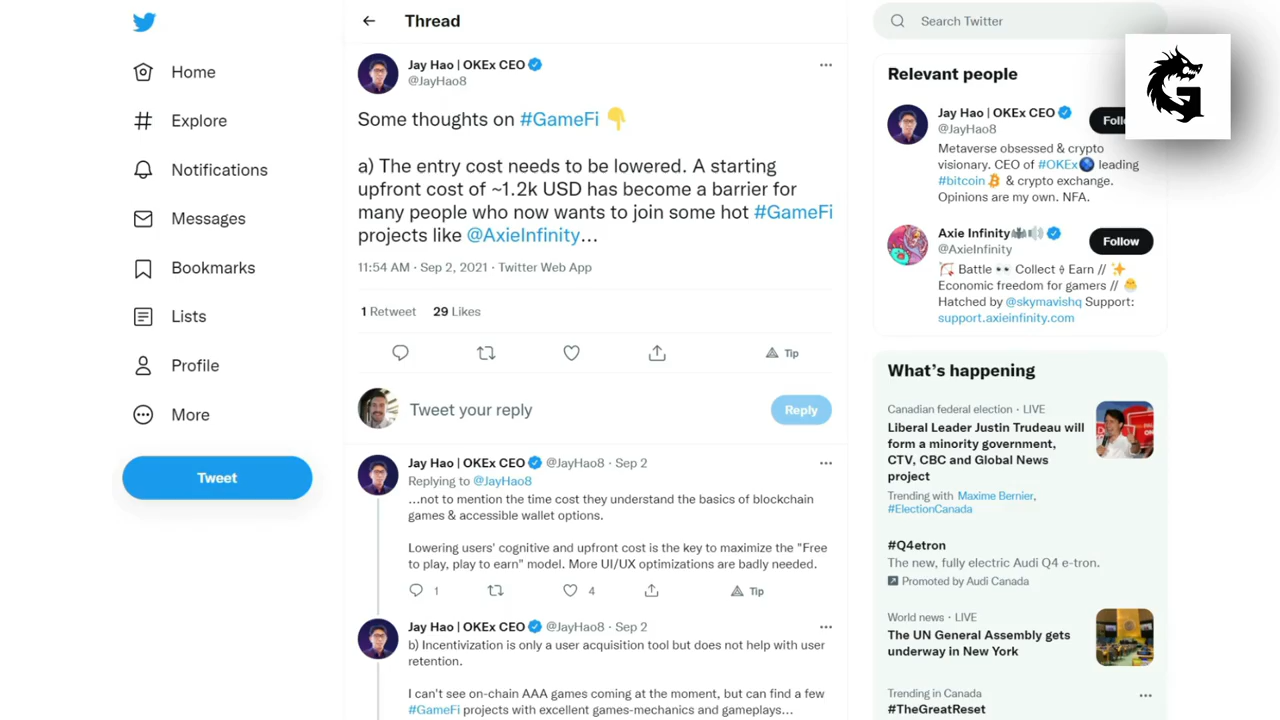 Home
Explore
Notifications
Messages
Bookmarks
Lists
Profile
More
Tweet
Thread
Jay Hao | OKEx CEO
@JayHao8
Some thoughts on #GameFi 👇
a) The entry cost needs to be lowered. A starting
upfront cost of ~1.2k USD has become a barrier for
many people who now wants to join some hot #GameFi
projects like @AxieInfinity...
11:54 AM · Sep 2, 2021 · Twitter Web App
1 Retweet 29 Likes
Tip
Tweet your reply
Reply
Jay Hao | OKEx CEO @JayHao8 · Sep 2
Replying to @JayHao8
...not to mention the time cost they understand the basics of blockchain
games & accessible wallet options.
Lowering users' cognitive and upfront cost is the key to maximize the "Free
to play, play to earn" model. More UI/UX optimizations are badly needed.
1 4 Tip
Jay Hao | OKEx CEO @JayHao8 · Sep 2
b) Incentivization is only a user acquisition tool but does not help with user
retention.
I can't see on-chain AAA games coming at the moment, but can find a few
#GameFi projects with excellent games-mechanics and gameplays...
Search Twitter
G
Relevant people
Jay Hao | OKEx CEO
@JayHao8
Follo
Metaverse obsessed & crypto
visionary. CEO of #OKEx leading
#bitcoin & crypto exchange.
Opinions are my own. NFA.
Axie Infinity🦇🔊
@AxieInfinity
Follow
🏹 Battle 👀 Collect ⚱ Earn // ✨
Economic freedom for gamers // 🐣
Hatched by @skymavishq Support:
support.axieinfinity.com
What's happening
Canadian federal election · LIVE
Liberal Leader Justin Trudeau will
form a minority government,
CTV, CBC and Global News
project
Trending with Maxime Bernier,
#ElectionCanada
#Q4etron
The new, fully electric Audi Q4 e-tron.
Promoted by Audi Canada
World news · LIVE
The UN General Assembly gets
underway in New York
Trending in Canada
#TheGreatReset